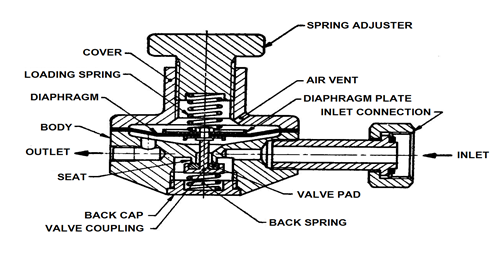 SPRING ADJUSTER
COVER
LOADING SPRING
AIR VENT
DIAPHRAGM
DIAPHRAGM PLATE
INLET CONNECTION
BODY
OUTLET
INLET
SEAT
VALVE PAD
BACK CAP
BACK SPRING
VALVE COUPLING